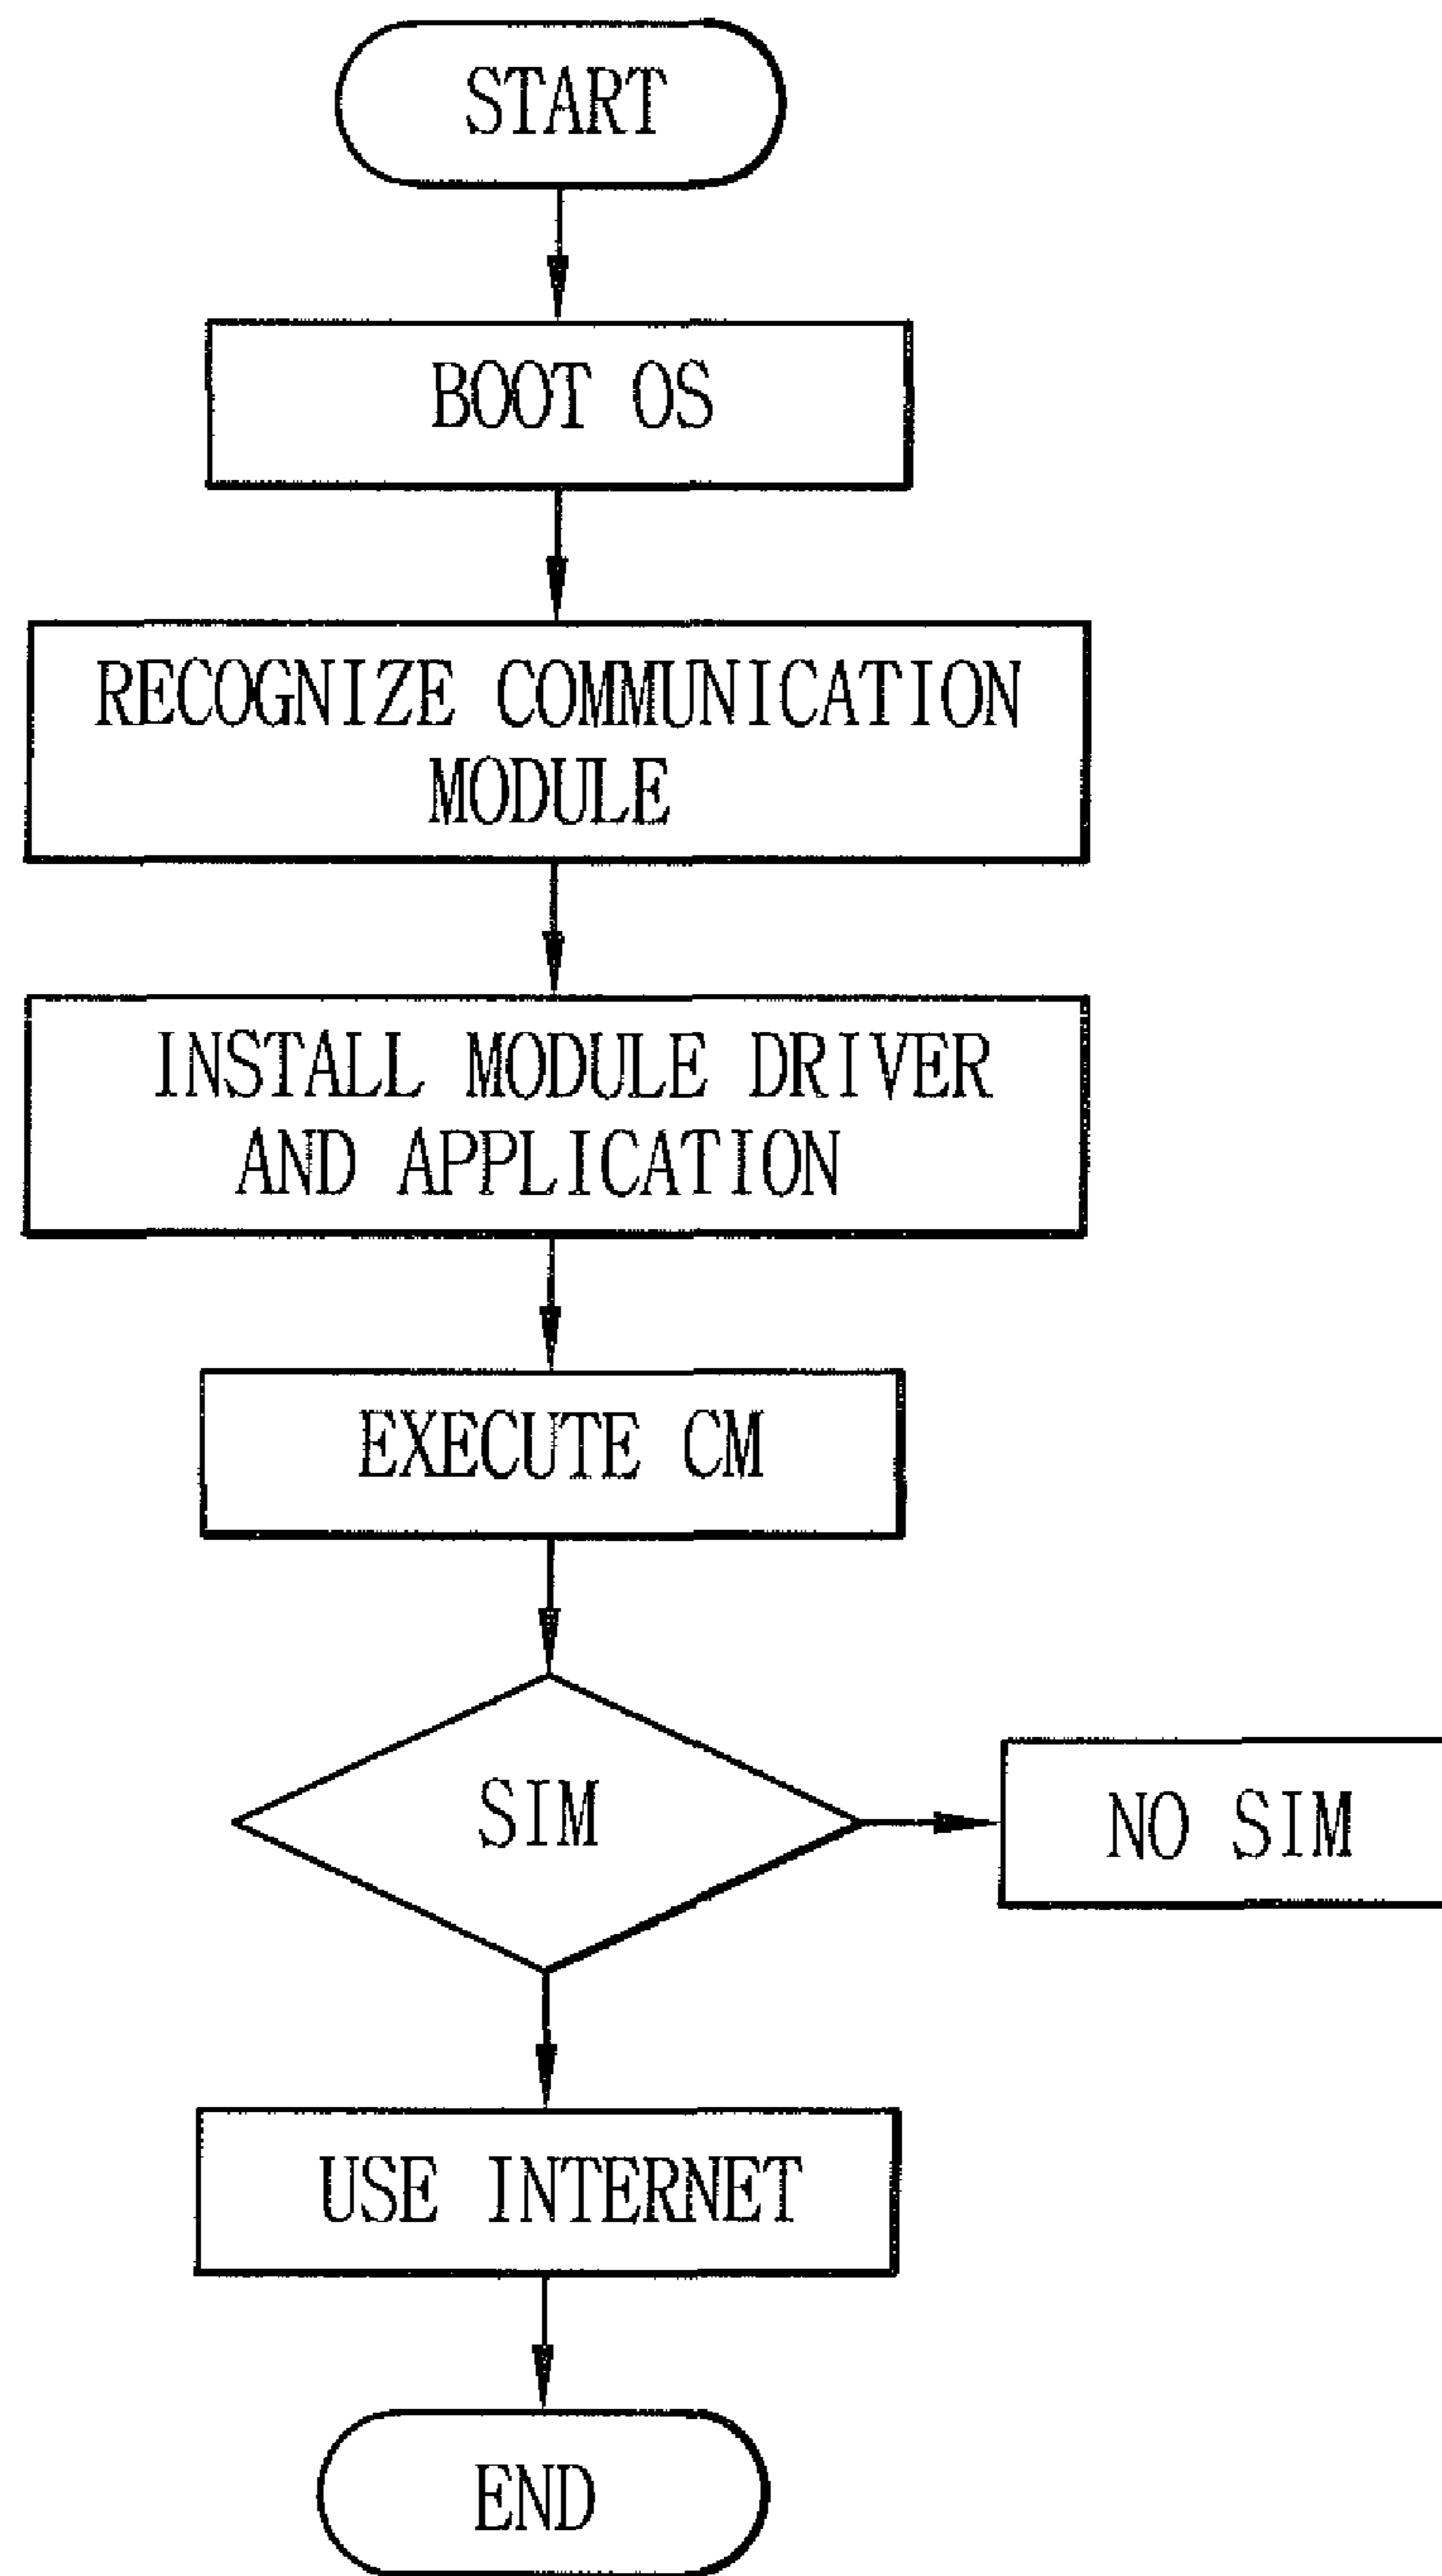 START
BOOT OS
RECOGNIZE COMMUNICATION
MODULE
INSTALL MODULE DRIVER
AND APPLICATION
EXECUTE CM
SIM
NO SIM
USE INTERNET
END